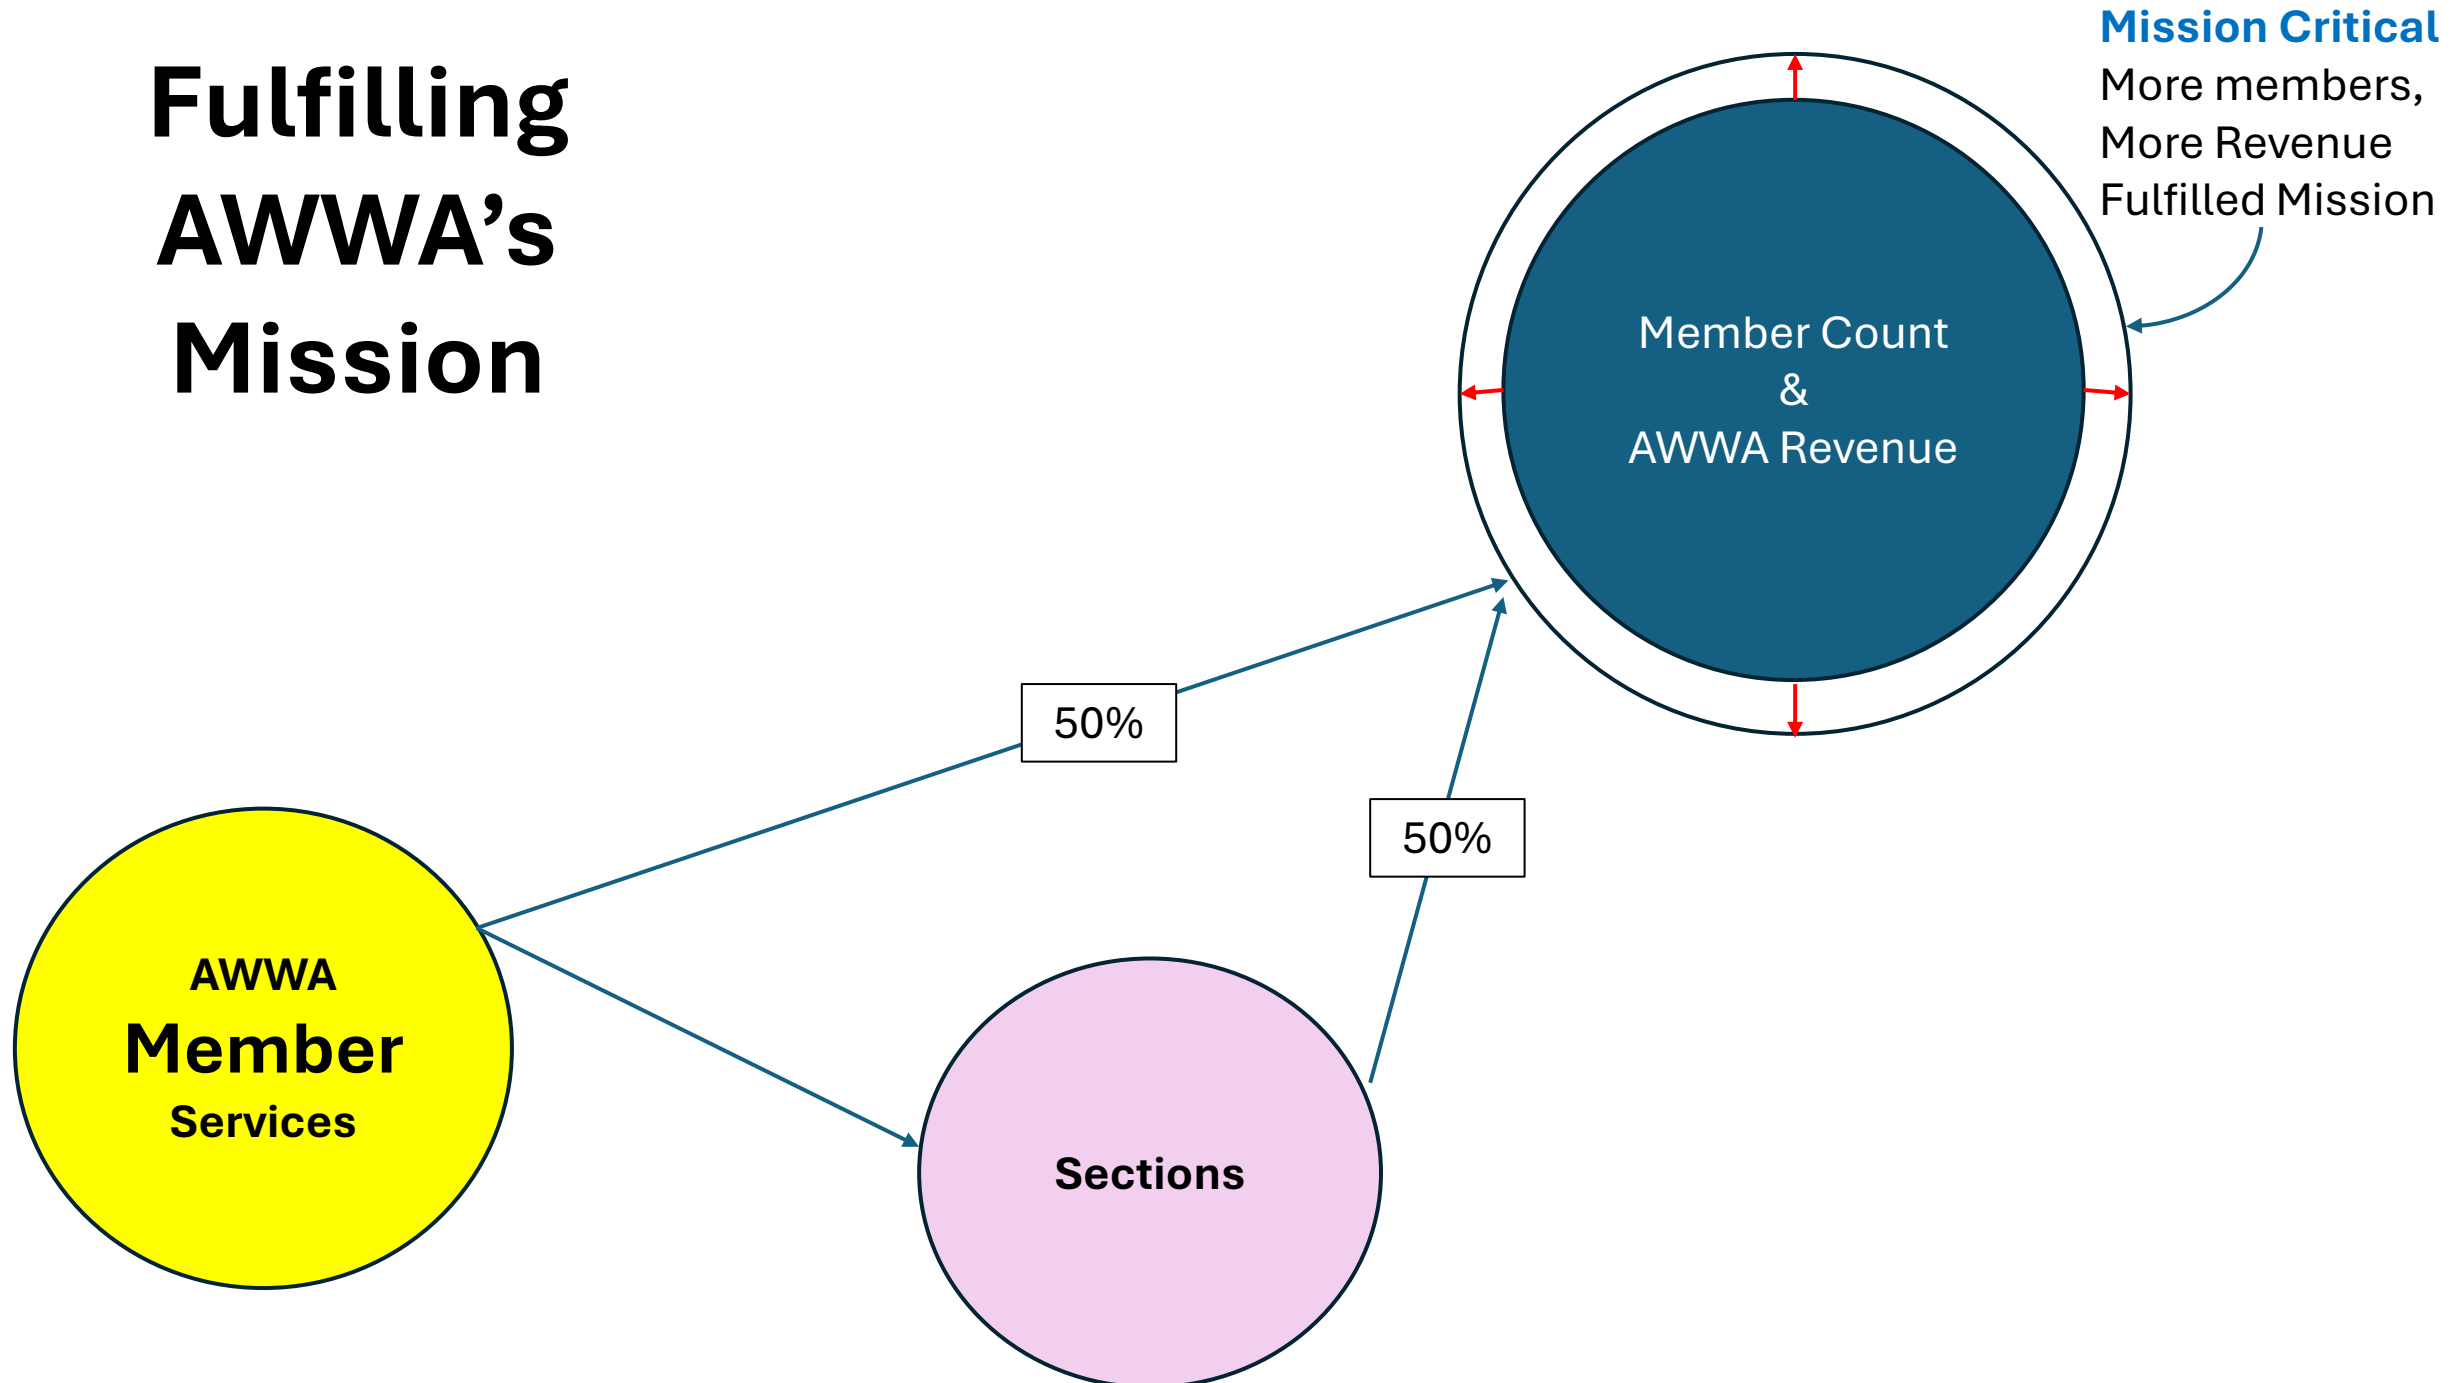 Fulfilling
AWWA’s
Mission
Mission Critical
More members,
More Revenue
Fulfilled Mission
Member Count
&
AWWA Revenue
50%
50%
AWWA
Member
Services
Sections